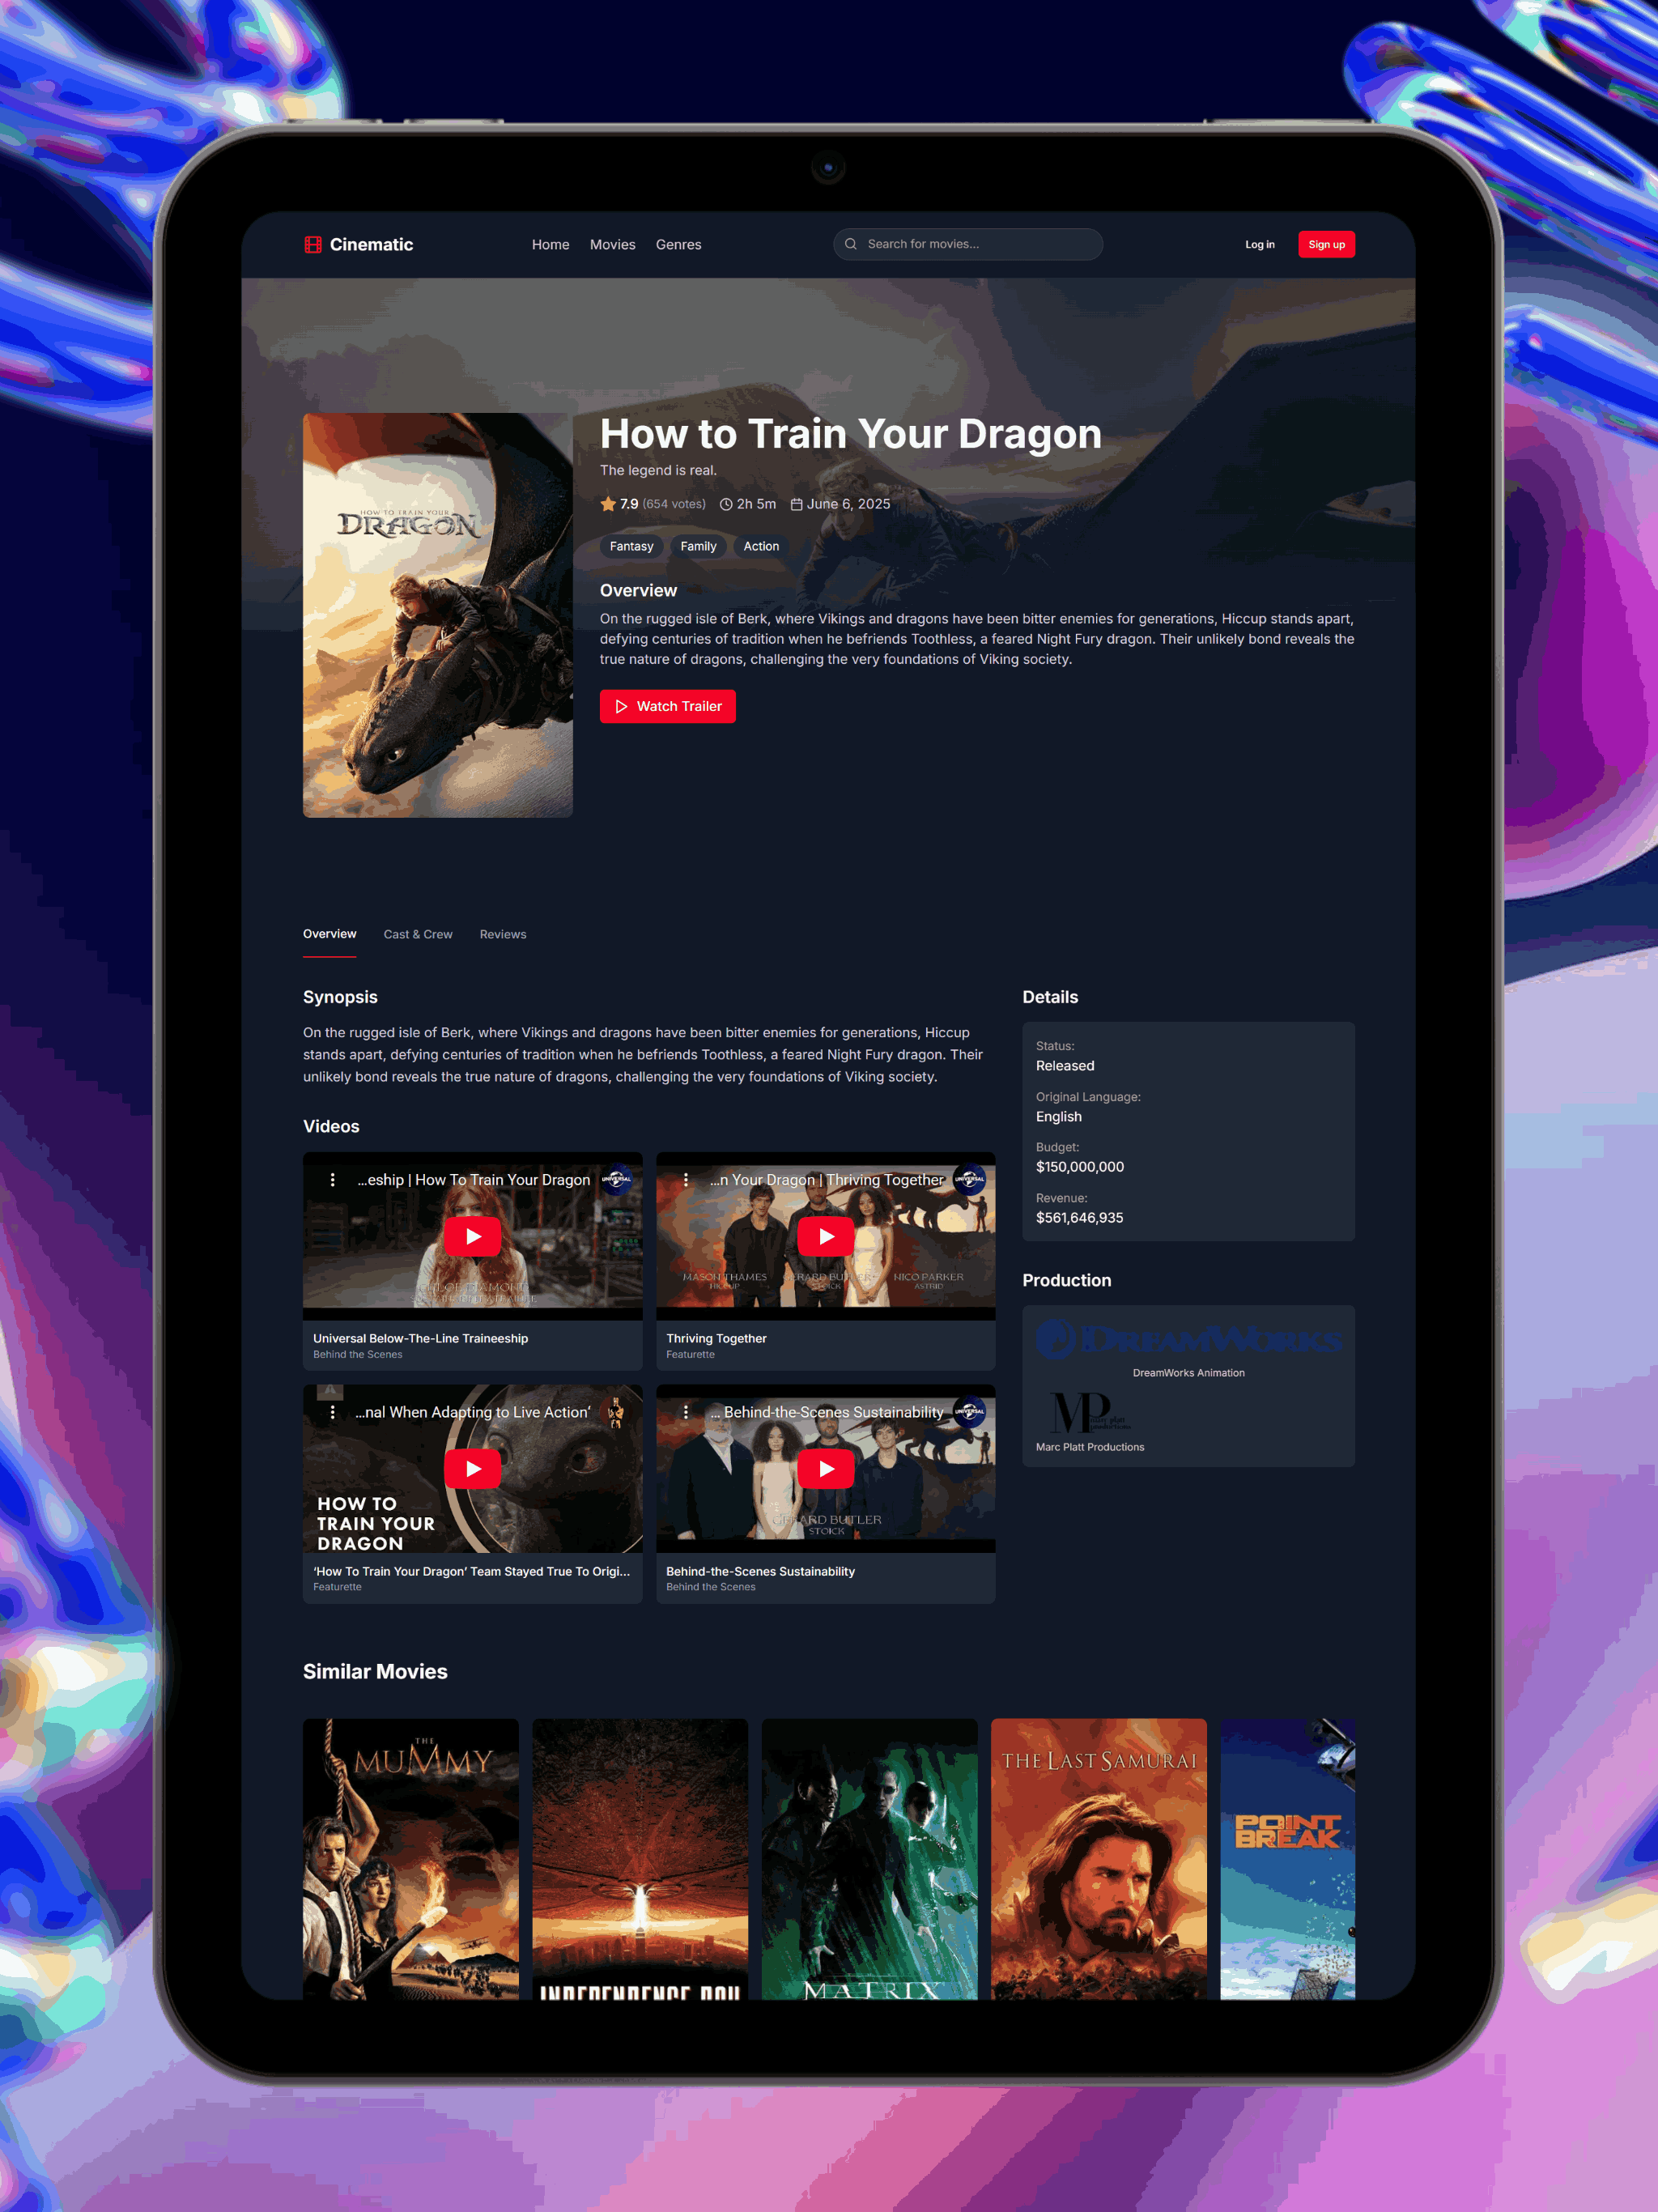 Cinematic
Home Movies Genres
Search for movies...
Log in
Sign up
HOW TO TRAIN YOUR
DRAGON
How to Train Your Dragon
The legend is real.
7.9 (654 votes) 2h 5m June 6, 2025
Fantasy Family Action
Overview
On the rugged isle of Berk, where Vikings and dragons have been bitter enemies for generations, Hiccup stands apart,
defying centuries of tradition when he befriends Toothless, a feared Night Fury dragon. Their unlikely bond reveals the
true nature of dragons, challenging the very foundations of Viking society.
Watch Trailer
Overview Cast & Crew Reviews
Synopsis
On the rugged isle of Berk, where Vikings and dragons have been bitter enemies for generations, Hiccup
stands apart, defying centuries of tradition when he befriends Toothless, a feared Night Fury dragon. Their
unlikely bond reveals the true nature of dragons, challenging the very foundations of Viking society.
Videos
...eship | How To Train Your Dragon
UNIVERSAL
Universal Below-The-Line Traineeship
Behind the Scenes
...n Your Dragon | Thriving Together
UNIVERSAL
MASON THAMES
HICCUP
GERARD BUTLER
STOICK
NICO PARKER
ASTRID
Thriving Together
Featurette
...nal When Adapting to Live Action'
HOW TO
TRAIN YOUR
DRAGON
‘How To Train Your Dragon’ Team Stayed True To Origi...
Featurette
... Behind-the-Scenes Sustainability
UNIVERSAL
GERARD BUTLER
STOICK
Behind-the-Scenes Sustainability
Behind the Scenes
Details
Status:
Released
Original Language:
English
Budget:
$150,000,000
Revenue:
$561,646,935
Production
DREAMWORKS
DreamWorks Animation
MP
marc platt
productions
Marc Platt Productions
Similar Movies
THE
MUMMY
INDEPENDENCE DAY
MATRIX
THE LAST SAMURAI
POINT
BREAK